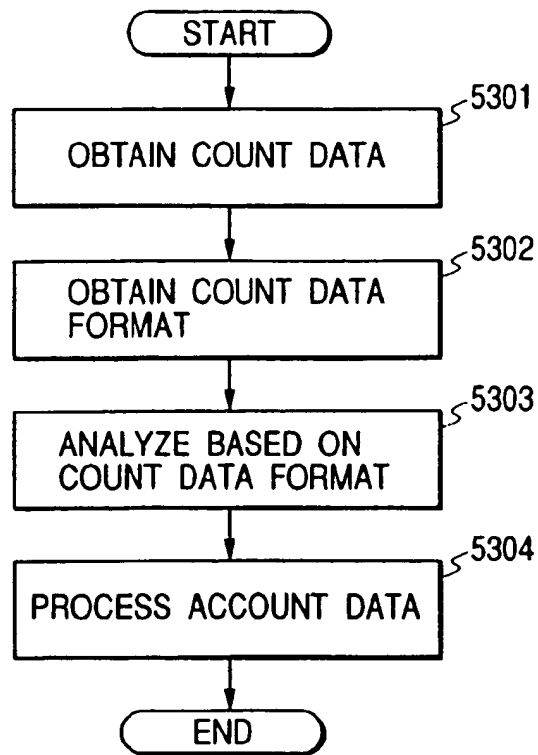 START
5301
OBTAIN COUNT DATA
5302
OBTAIN COUNT DATA
FORMAT
5303
ANALYZE BASED ON
COUNT DATA FORMAT
5304
PROCESS ACCOUNT DATA
END